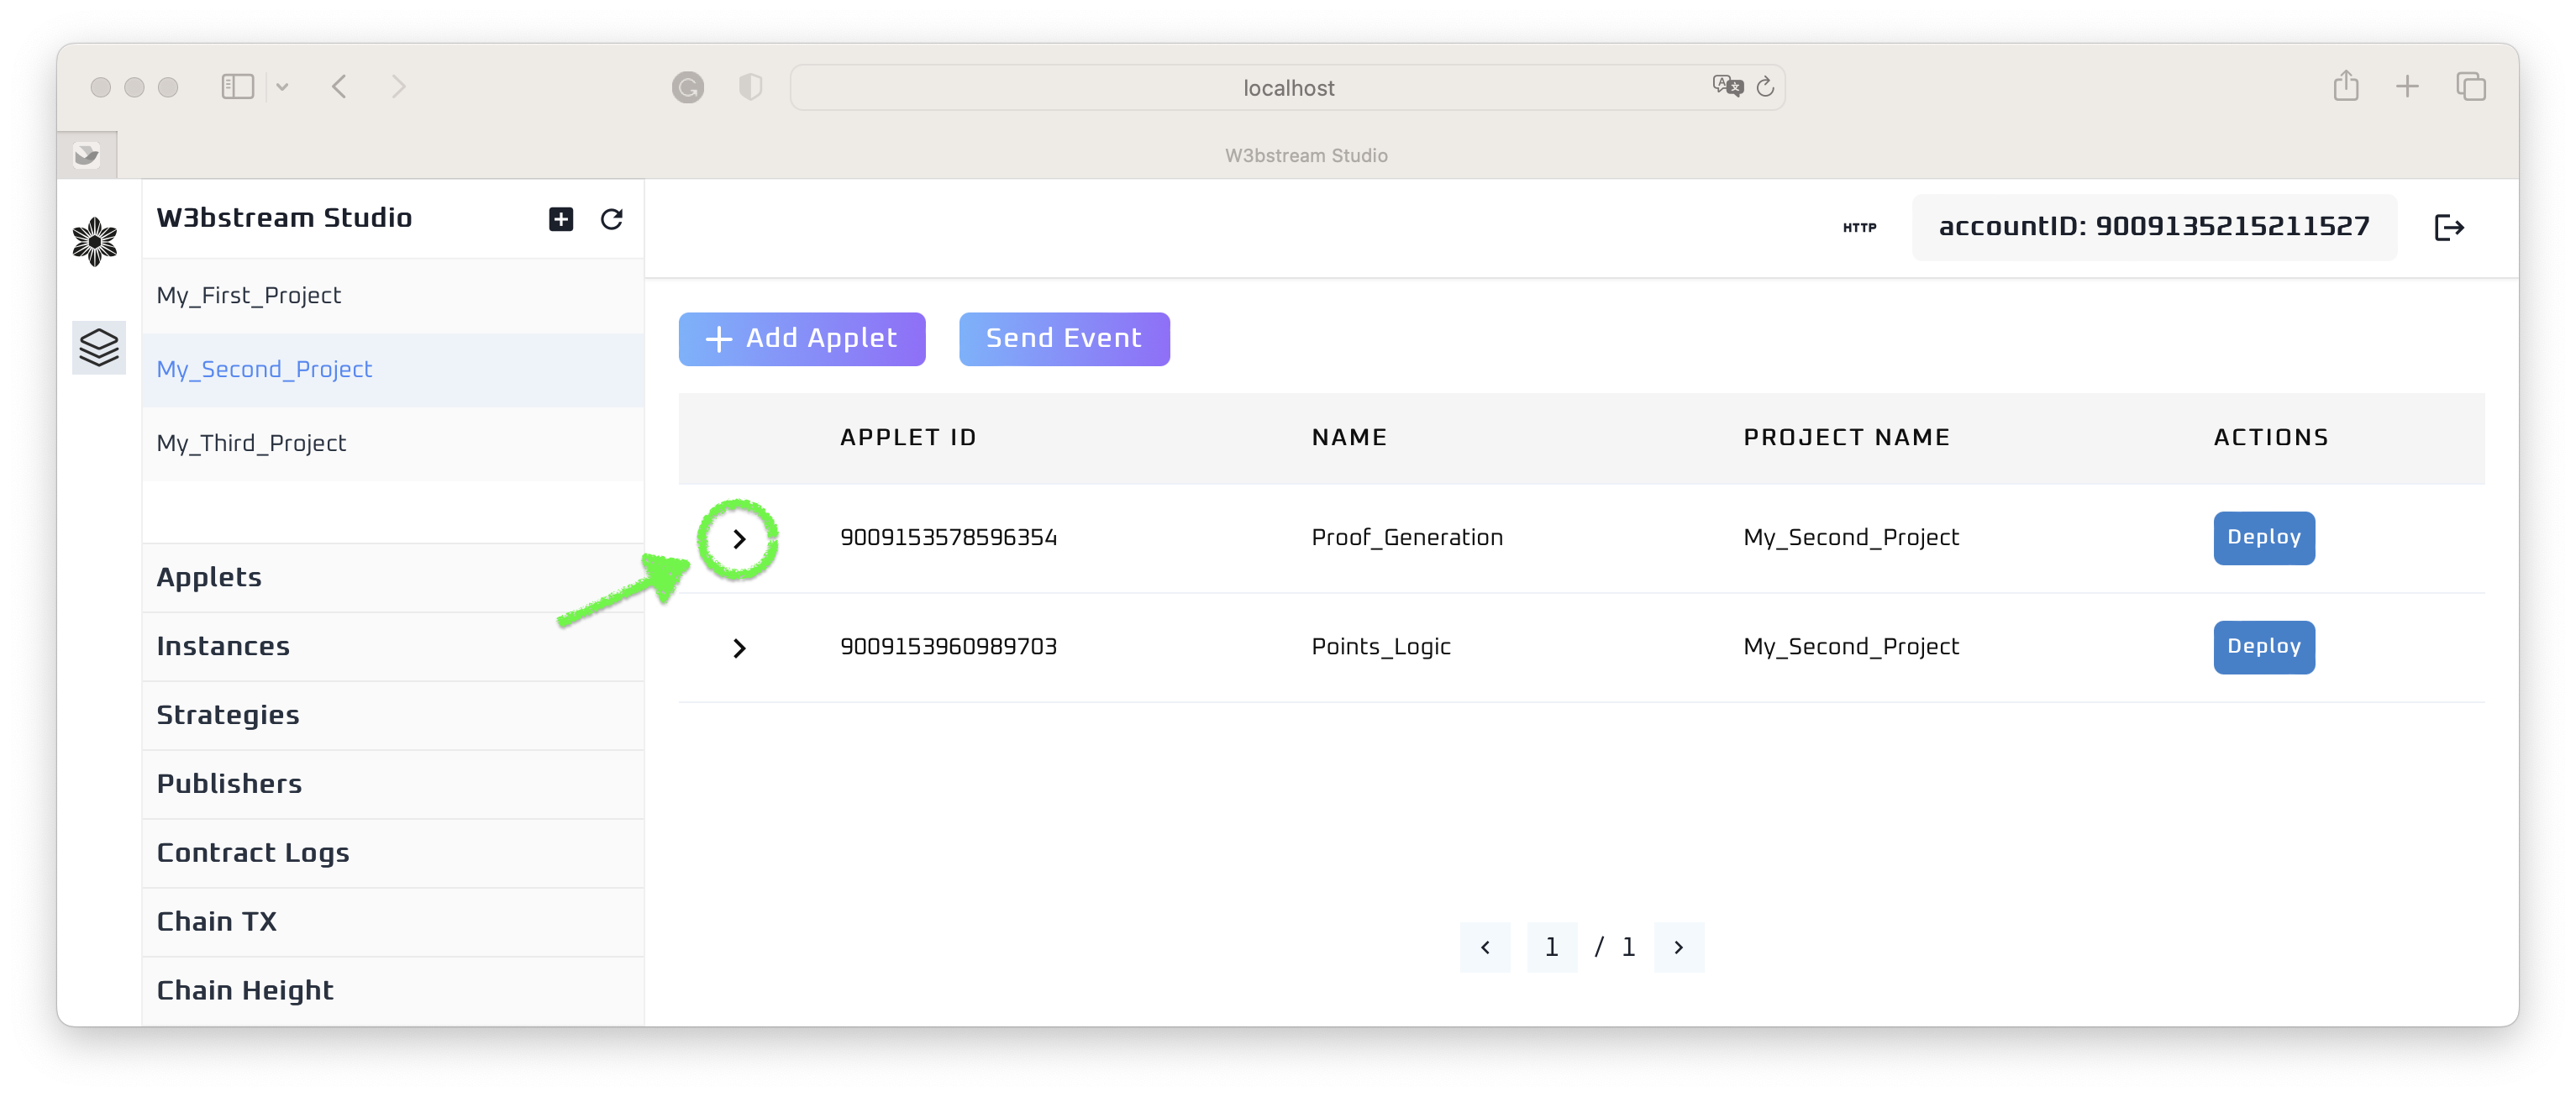 localhost
W3bstream Studio
W3bstream Studio
HTTP
accountID: 9009135215211527
My_First_Project
My_Second_Project
My_Third_Project
Applets
Instances
Strategies
Publishers
Contract Logs
Chain TX
Chain Height
+ Add Applet
Send Event
APPLET ID NAME PROJECT NAME ACTIONS
9009153578596354 Proof_Generation My_Second_Project Deploy
9009153960989703 Points_Logic My_Second_Project Deploy
1 / 1